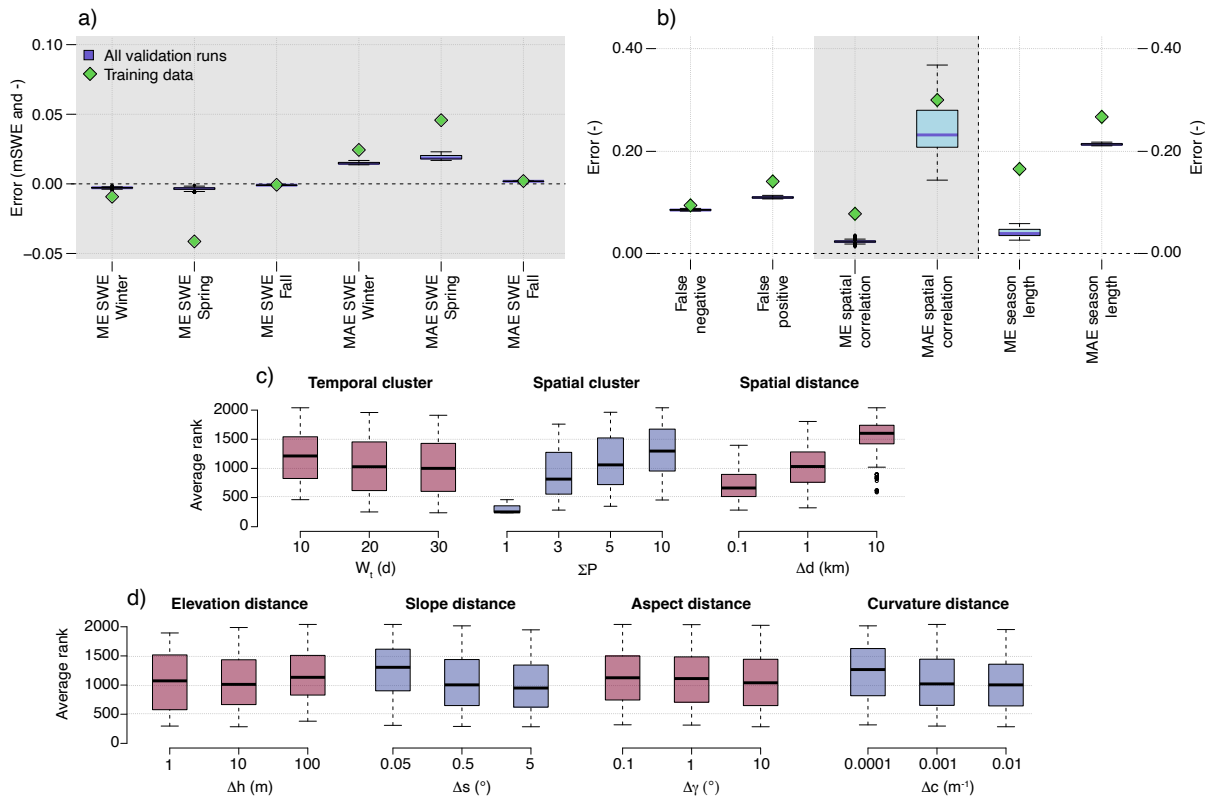 a)
Error (mSWE and -)
0.10
0.05
0.00
−0.05
All validation runs
Training data
ME SWE
Winter
ME SWE
Spring
ME SWE
Fall
MAE SWE
Winter
MAE SWE
Spring
MAE SWE
Fall
b)
Error (-)
0.40
0.20
0.00
0.40
0.20
0.00
Error (-)
False
negative
False
positive
ME spatial
correlation
MAE spatial
correlation
ME season
length
MAE season
length
c)
Temporal cluster
Spatial cluster
Spatial distance
Average rank
2000
1500
1000
500
0
10 20 30
1 3 5 10
0.1 1 10
Wt (d)
ΣP
Δd (km)
d)
Elevation distance
Slope distance
Aspect distance
Curvature distance
Average rank
2000
1500
1000
500
0
1 10 100
0.05 0.5 5
0.1 1 10
0.0001 0.001 0.01
Δh (m)
Δs (°)
Δγ (°)
Δc (m⁻¹)